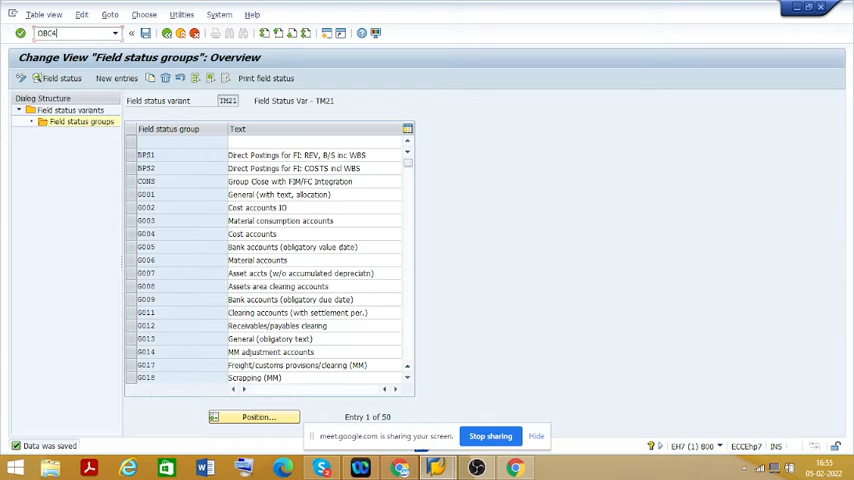 Table view Edit Goto Choose Utilities System Help
OBC4
Change View "Field status groups": Overview
Field status New entries Print field status
Dialog Structure
Field status variants
Field status groups
Field status variant TM21 Field Status Var - TM21
Field status group Text
BPS1 Direct Postings for FI: REV, B/S inc WBS
BPS2 Direct Postings for FI: COSTS incl WBS
CONS Group Close with FIM/FC Integration
G001 General (with text, allocation)
G002 Cost accounts IO
G003 Material consumption accounts
G004 Cost accounts
G005 Bank accounts (obligatory value date)
G006 Material accounts
G007 Asset accts (w/o accumulated depreciatn)
G008 Assets area clearing accounts
G009 Bank accounts (obligatory due date)
G011 Clearing accounts (with settlement per.)
G012 Receivables/payables clearing
G013 General (obligatory text)
G014 MM adjustment accounts
G017 Freight/customs provisions/clearing (MM)
G018 Scrapping (MM)
Position... Entry 1 of 50
meet.google.com is sharing your screen. Stop sharing Hide
Data was saved EH7 (1) 800 ECCEhp7 INS
16:55
05-02-2022